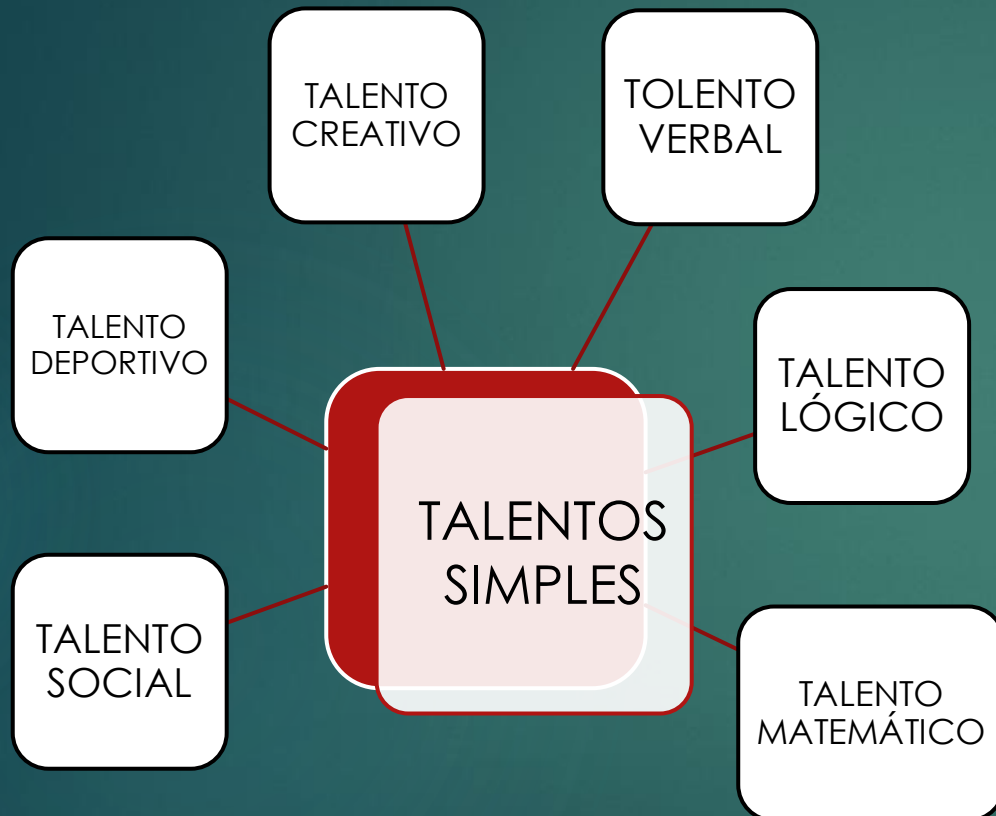 TALENTO
CREATIVO
TOLENTO
VERBAL
TALENTO
DEPORTIVO
TALENTO
LÓGICO
TALENTOS
SIMPLES
TALENTO
SOCIAL
TALENTO
MATEMÁTICO